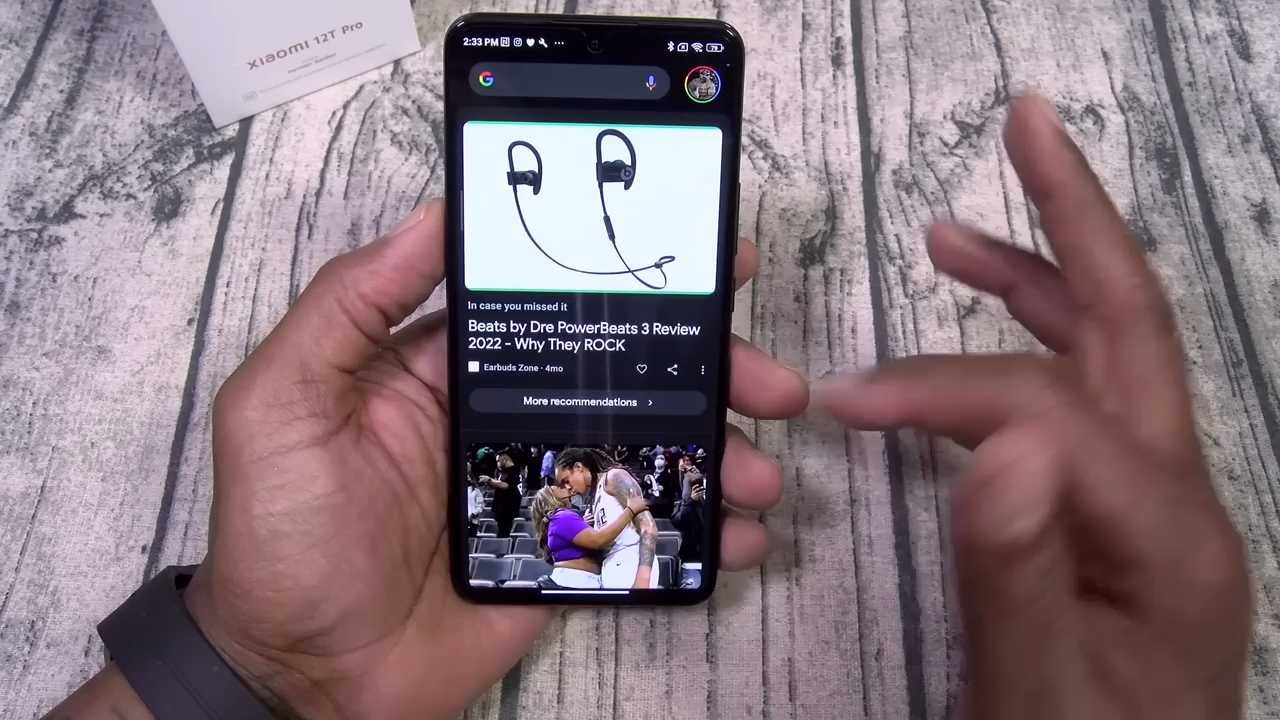 XIAOMI 12T Pro
2:33 PM
79
In case you missed it
Beats by Dre PowerBeats 3 Review
2022 - Why They ROCK
Earbuds Zone · 4mo
More recommendations